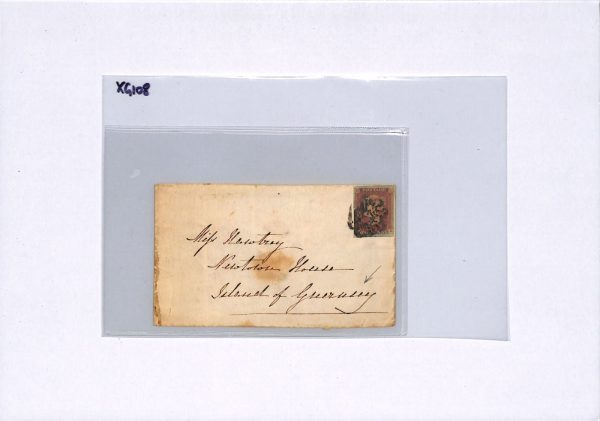 XG108
Miss Hawtrey
Newtown House
Island of Guernsey